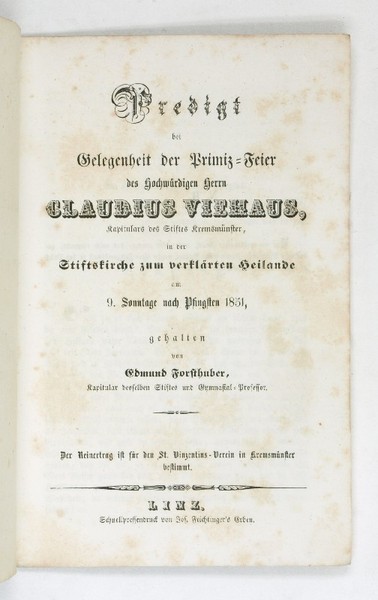 Predigt
bei
Gelegenheit der Primiz-Feier
des Hochwürdigen Herrn
CLAUDIUS VIEHAUS,
Kapitulars des Stiftes Kremsmünster,
in der
Stiftskirche zum verklärten Heilande
am
9. Sonntage nach Pfingsten 1851,
gehalten
von
Edmund Forsthuber,
Kapitular desselben Stiftes und Gymnasial-Professor.
Der Reinertrag ist für den St. Vinzentius-Verein in Kremsmünster
bestimmt.
LINZ.
Schnellpressendruck von Jos. Feichtinger's Erben.